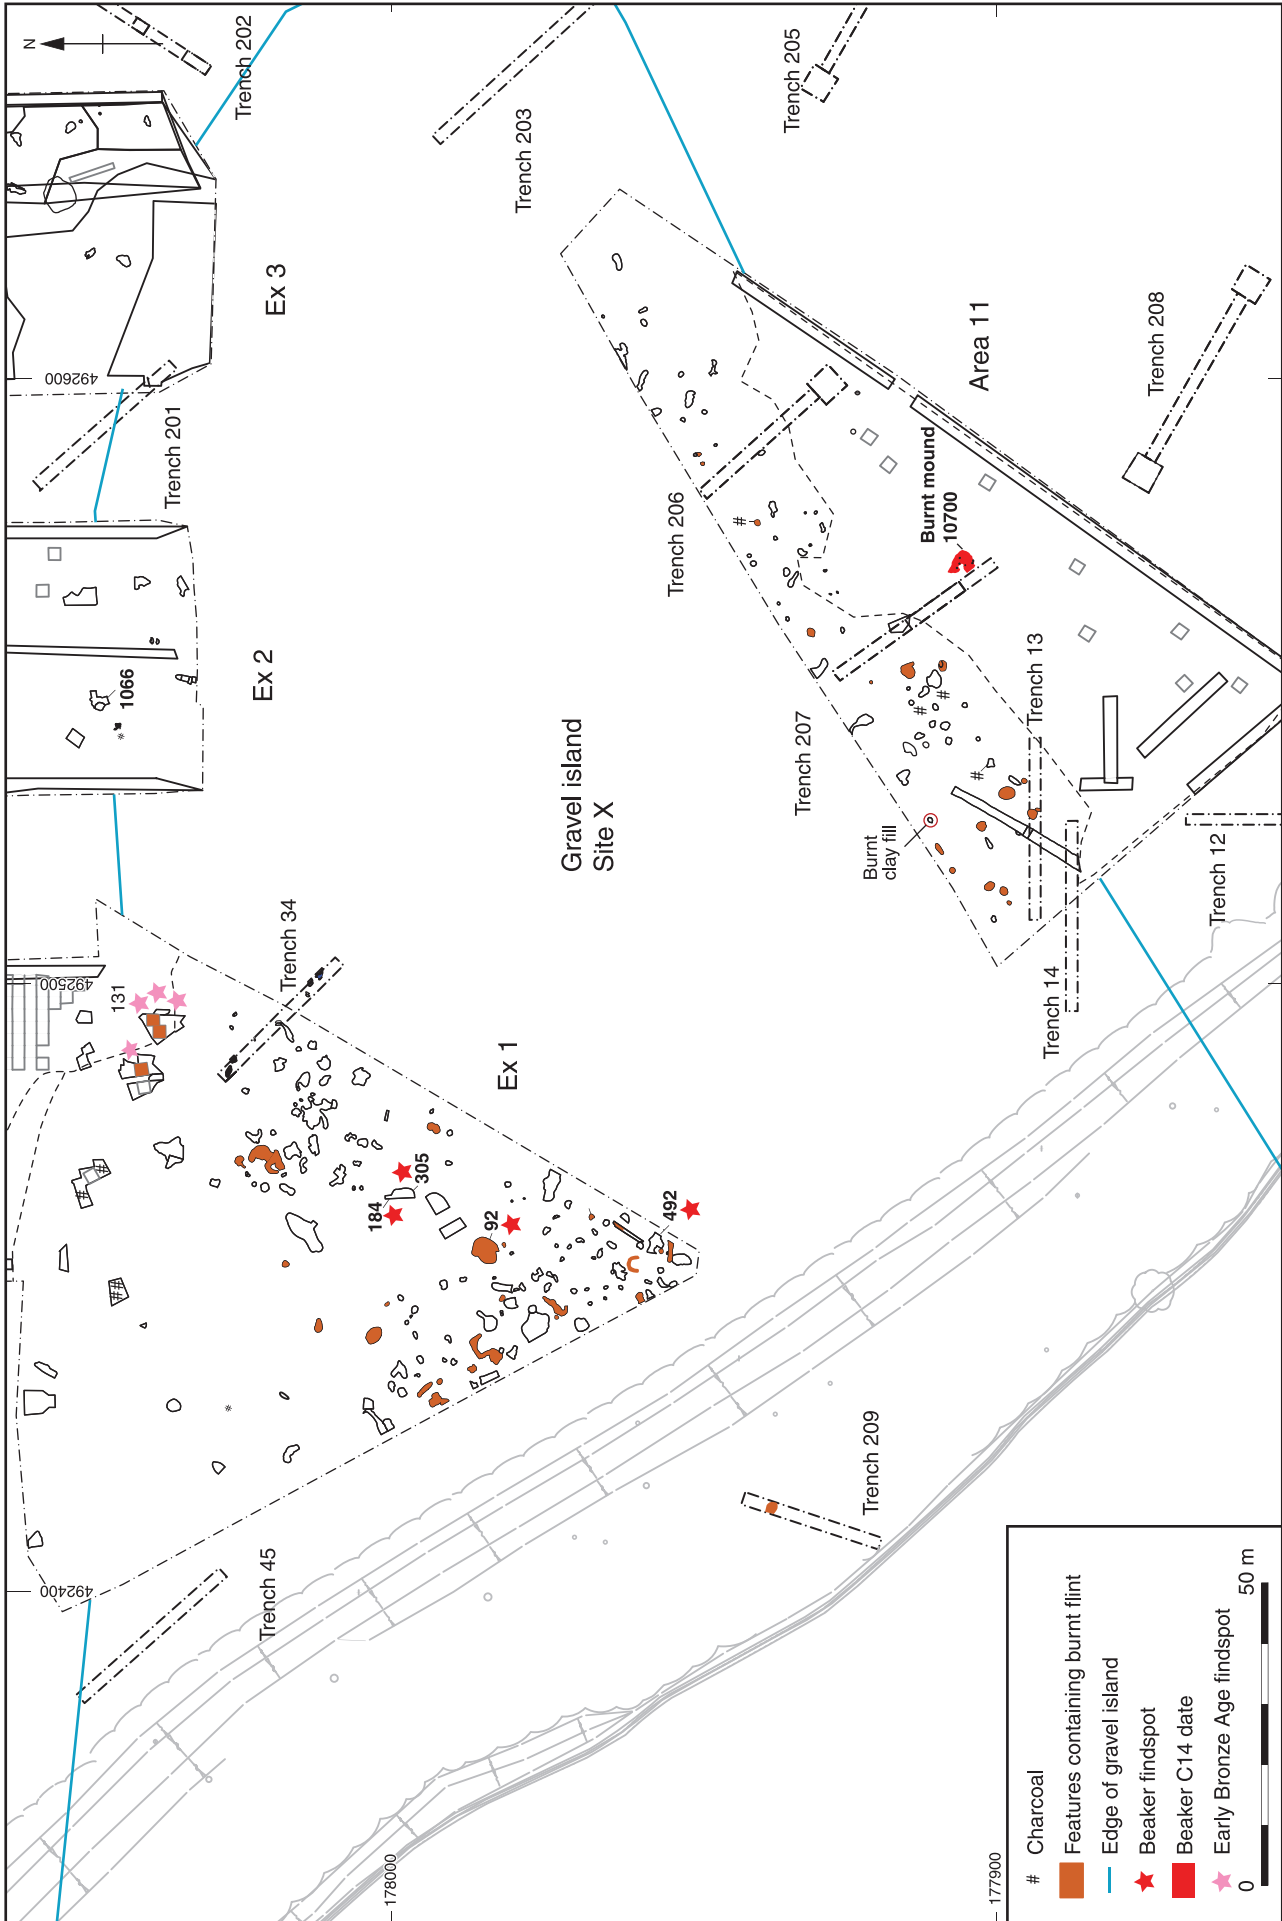 N
Trench 202
Trench 203
Trench 205
Ex 3
492600
Trench 201
Area 11
Trench 208
Trench 206
Burnt mound
10700
1066
Ex 2
Trench 207
Trench 13
Gravel island
Site X
Burnt
clay fill
Trench 12
Trench 14
492500
131
Trench 34
Ex 1
184
305
92
492
Trench 209
492400
Trench 45
178000
177900
# Charcoal
Features containing burnt flint
Edge of gravel island
Beaker findspot
Beaker C14 date
Early Bronze Age findspot
0
50 m
#
#
#
#
#
#
##